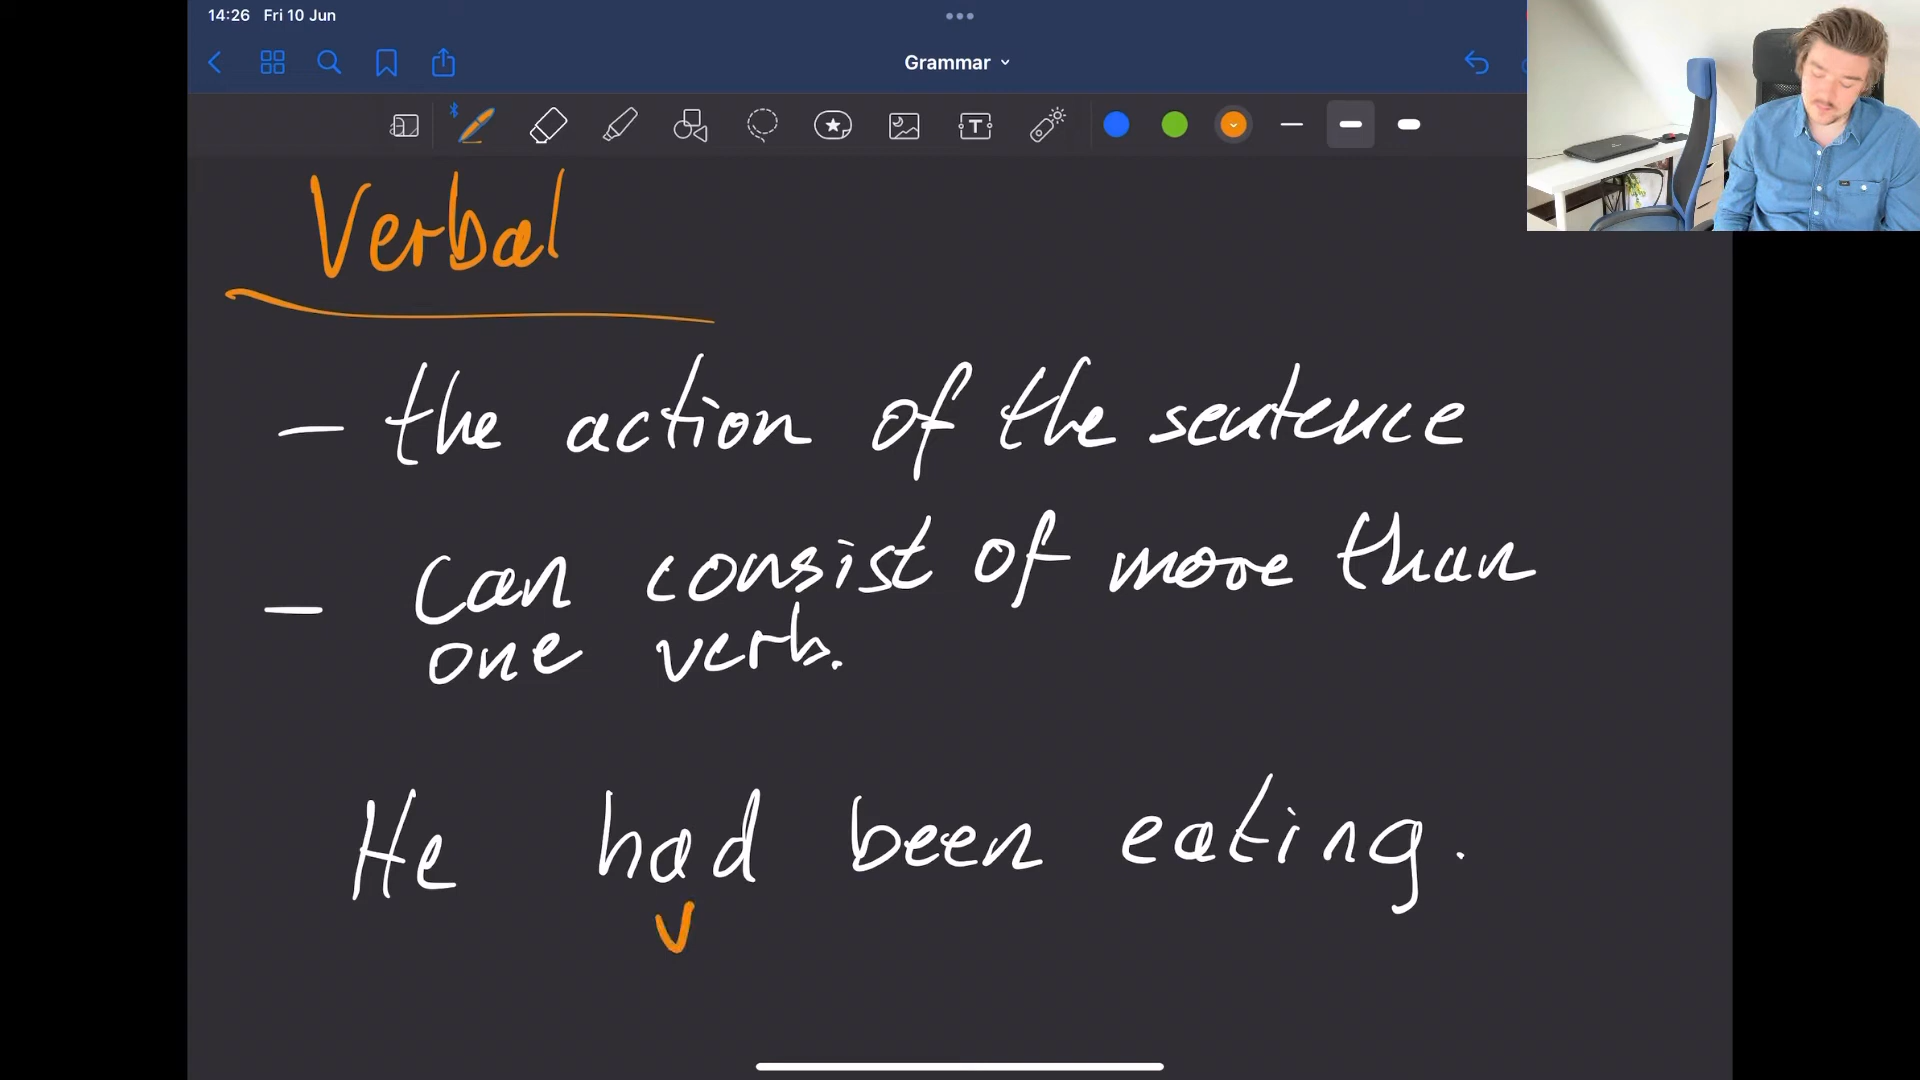 14:26 Fri 10 Jun
Grammar
T
Verbal
- the action of the sentence
- can consist of more than
one verb.
He had been eating.
v